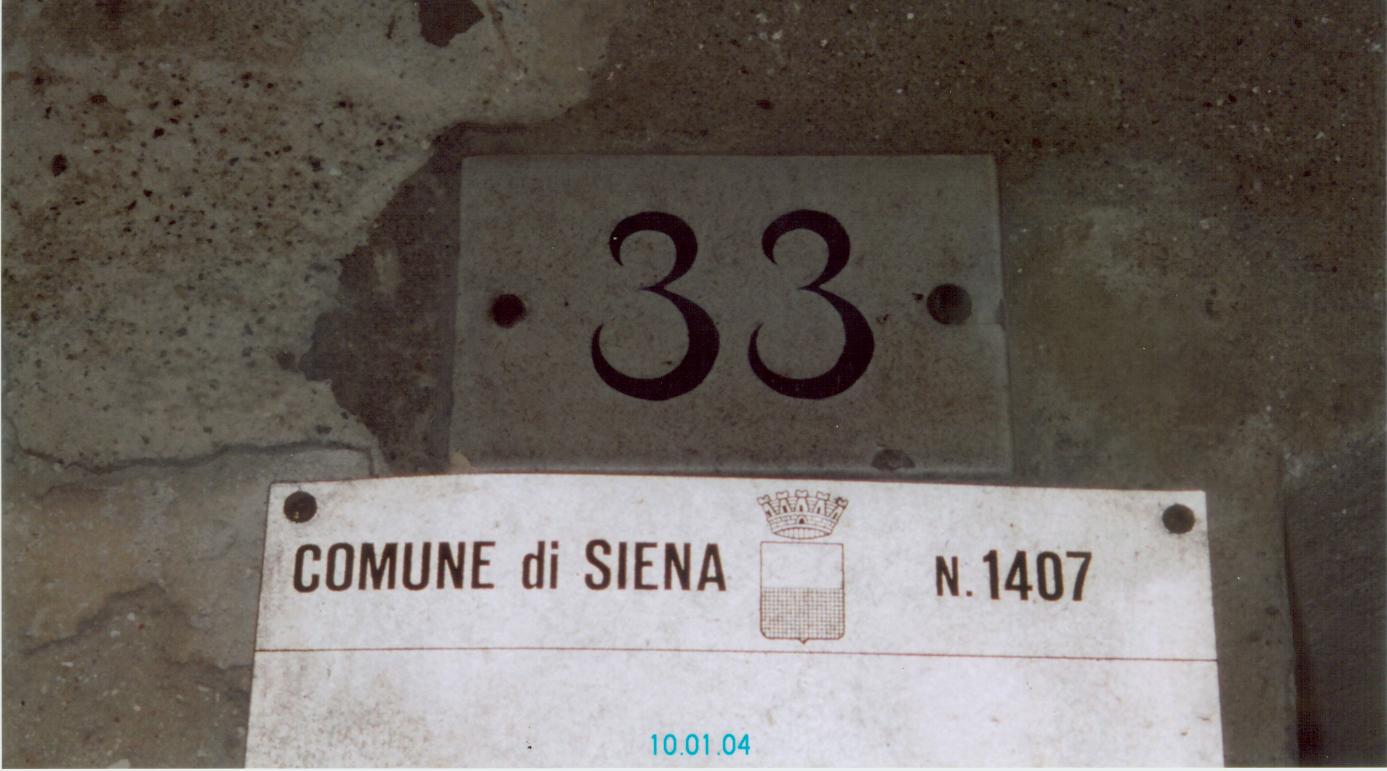 33
COMUNE di SIENA N. 1407
10.01.04